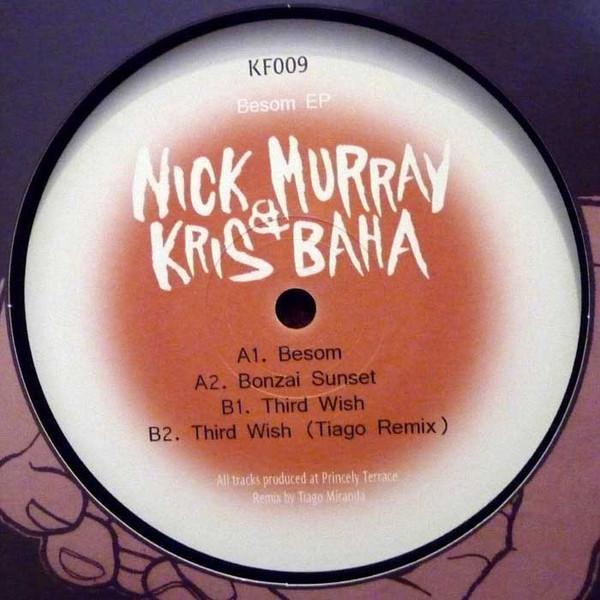 KF009
Besom EP
NICK MURRAY
&
KRIS BAHA
A1. Besom
A2. Bonzai Sunset
B1. Third Wish
B2. Third Wish (Tiago Remix)
All tracks produced at Princely Terrace
Remix by Tiago Miranda